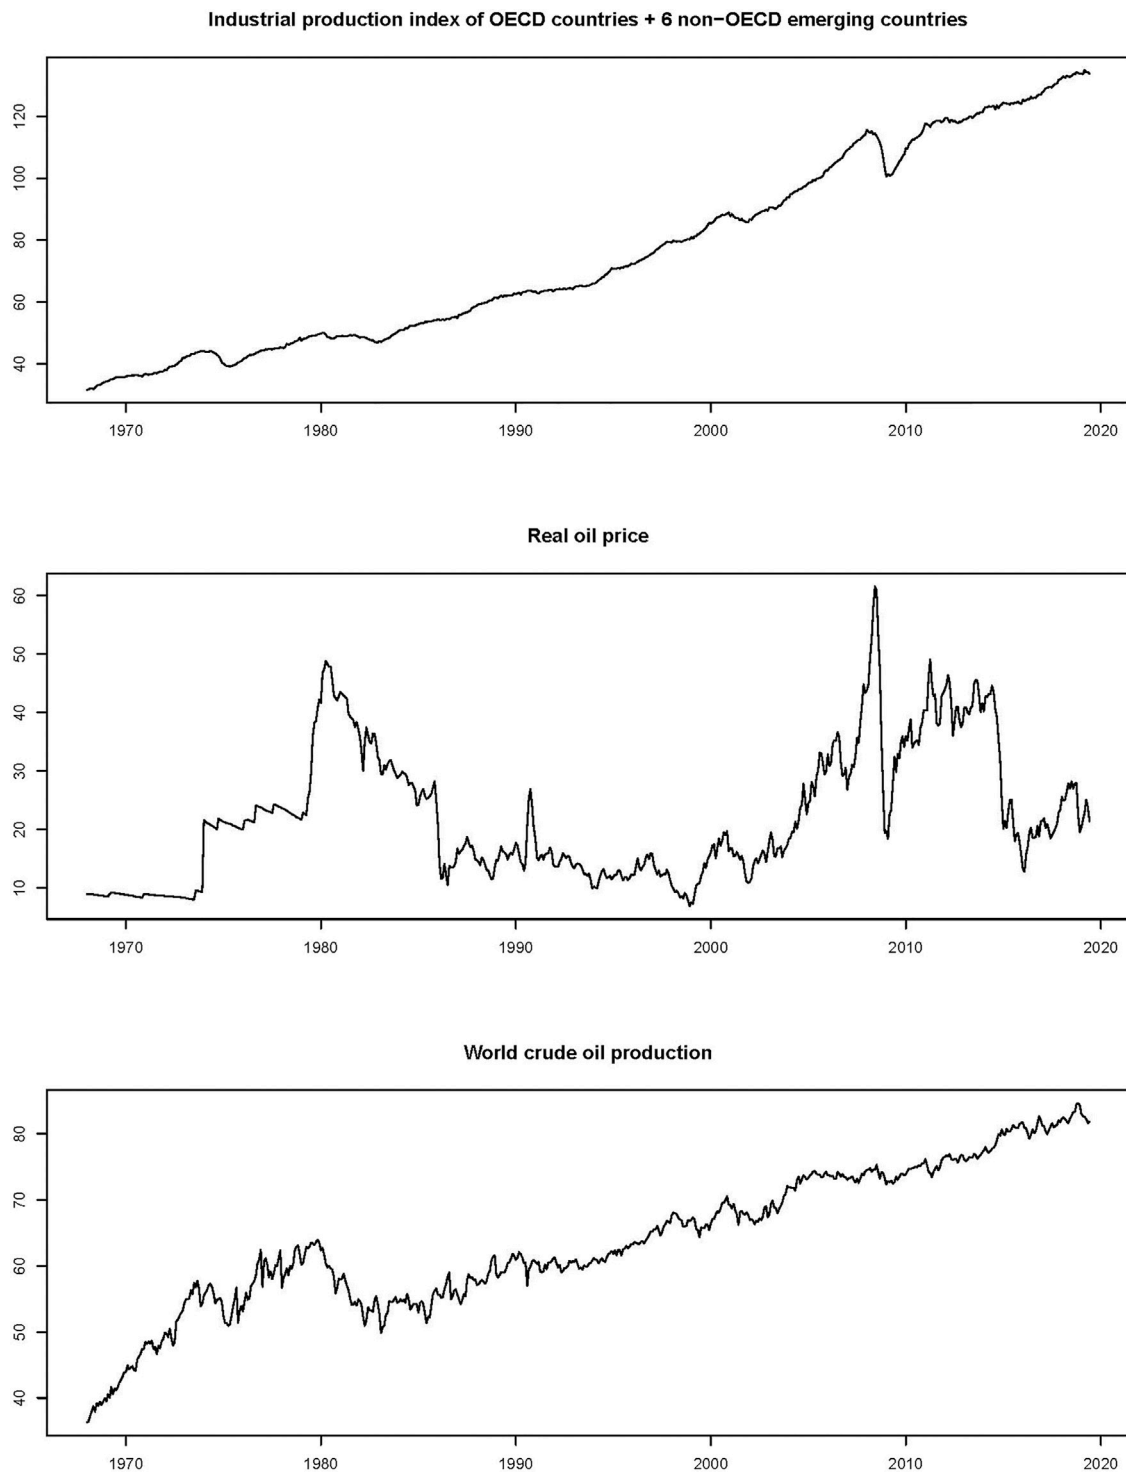 Industrial production index of OECD countries + 6 non−OECD emerging countries
120
100
80
60
40
1970 1980 1990 2000 2010 2020
Real oil price
60
50
40
30
20
10
1970 1980 1990 2000 2010 2020
World crude oil production
80
70
60
50
40
1970 1980 1990 2000 2010 2020